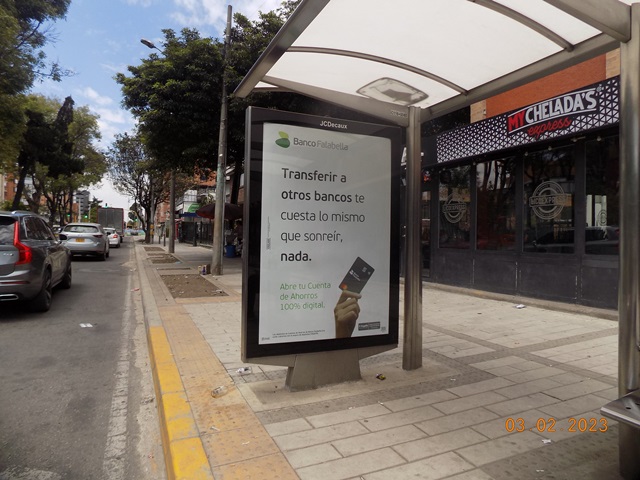 JCDecaux
Banco Falabella
Transferir a
otros bancos te
cuesta lo mismo
que sonreír,
nada.
Abre tu Cuenta
de Ahorros
100% digital.
MY CHELADA'S
express
03 02 2023